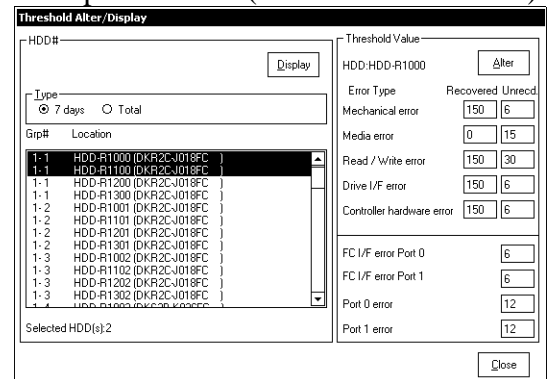 Threshold Alter/Display
HDD#
Display
Type
7 days Total
Grp# Location
1- 1 HDD-R1000 (DKR2C-J018FC )
1- 1 HDD-R1100 (DKR2C-J018FC )
1- 1 HDD-R1200 (DKR2C-J018FC )
1- 1 HDD-R1300 (DKR2C-J018FC )
1- 2 HDD-R1001 (DKR2C-J018FC )
1- 2 HDD-R1101 (DKR2C-J018FC )
1- 2 HDD-R1201 (DKR2C-J018FC )
1- 2 HDD-R1301 (DKR2C-J018FC )
1- 3 HDD-R1002 (DKR2C-J018FC )
1- 3 HDD-R1102 (DKR2C-J018FC )
1- 3 HDD-R1202 (DKR2C-J018FC )
1- 3 HDD-R1302 (DKR2C-J018FC )
Selected HDD(s):2
Threshold Value
HDD:HDD-R1000 Alter
Error Type Recovered Unrecd.
Mechanical error 150 6
Media error 0 15
Read / Write error 150 30
Drive I/F error 150 6
Controller hardware error 150 6
FC I/F error Port 0 6
FC I/F error Port 1 6
Port 0 error 12
Port 1 error 12
Close